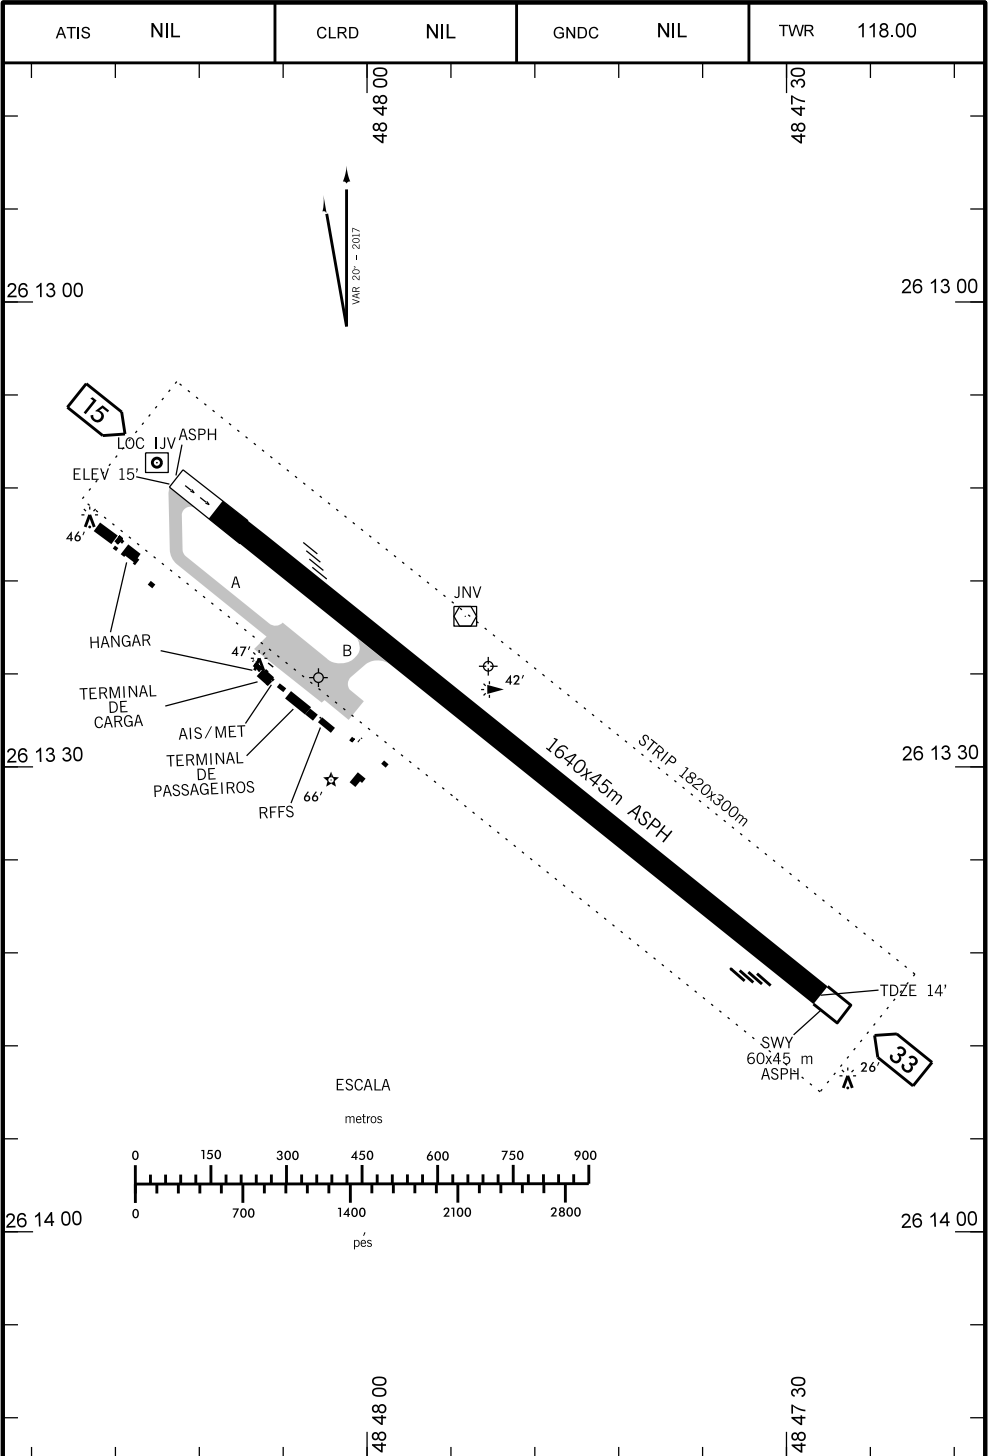 ATIS NIL CLRD NIL GNDC NIL TWR 118.00
48 48 00
48 47 30
VAR 20° - 2017
26 13 00
26 13 00
15
LOC IJV
ASPH
ELEV 15'
46'
A
JNV
HANGAR
47'
B
42'
TERMINAL
DE
CARGA
AIS/MET
26 13 30
TERMINAL
DE
PASSAGEIROS
66'
RFFS
1640x45m ASPH
STRIP 1820x300m
26 13 30
TDZE 14'
SWY
60x45 m
ASPH
33
26'
ESCALA
metros
0 150 300 450 600 750 900
0 700 1400 2100 2800
pés
26 14 00
26 14 00
48 48 00
48 47 30